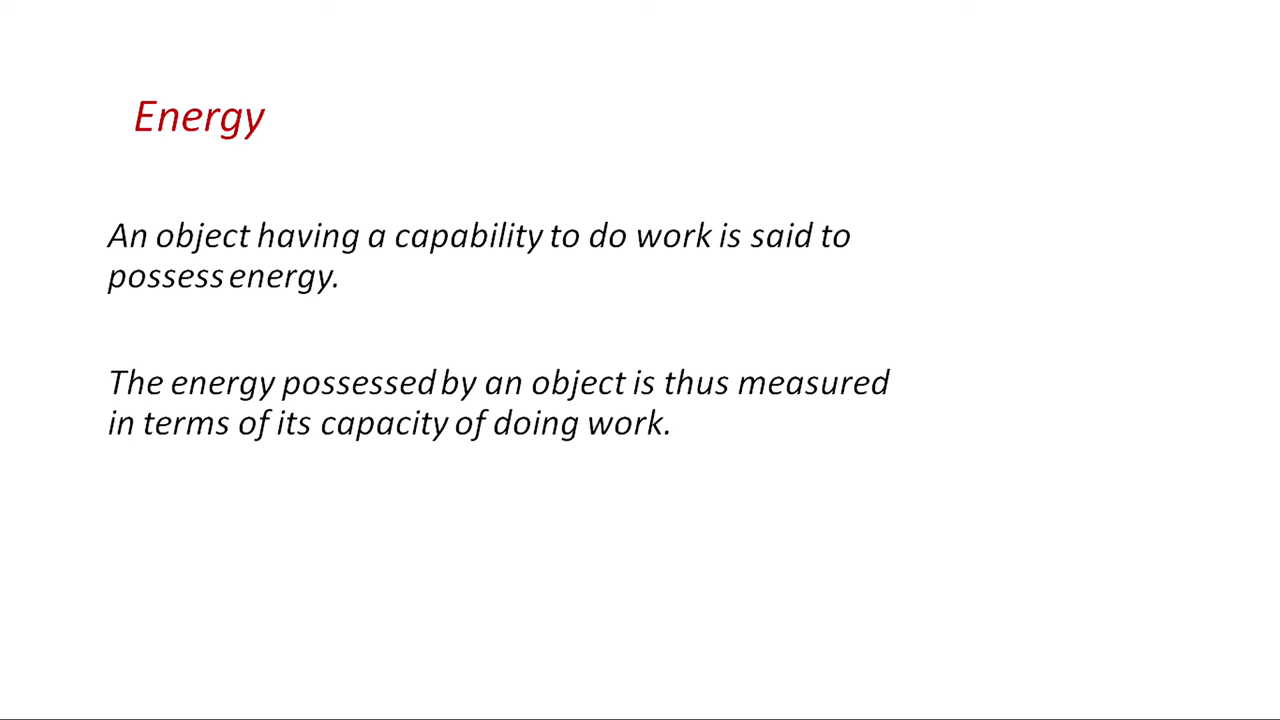 Energy
An object having a capability to do work is said to
possess energy.
The energy possessed by an object is thus measured
in terms of its capacity of doing work.